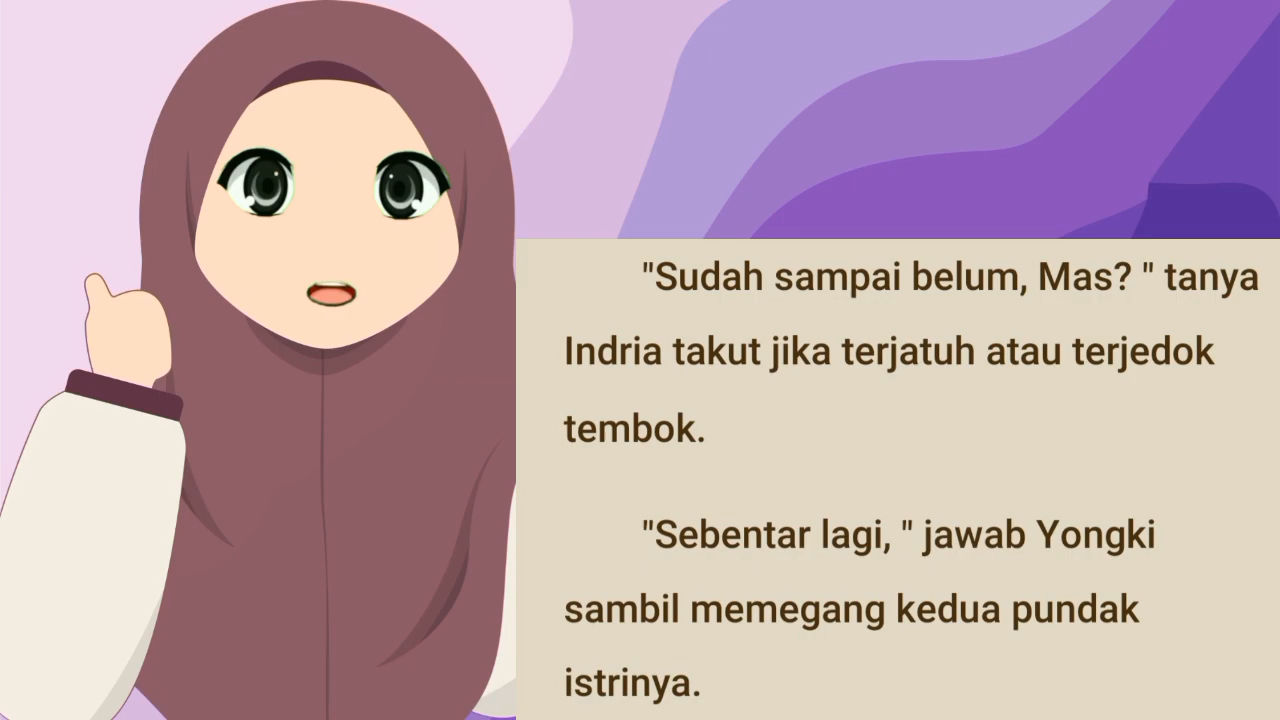 "Sudah sampai belum, Mas? " tanya
Indria takut jika terjatuh atau terjedok
tembok.
"Sebentar lagi, " jawab Yongki
sambil memegang kedua pundak
istrinya.